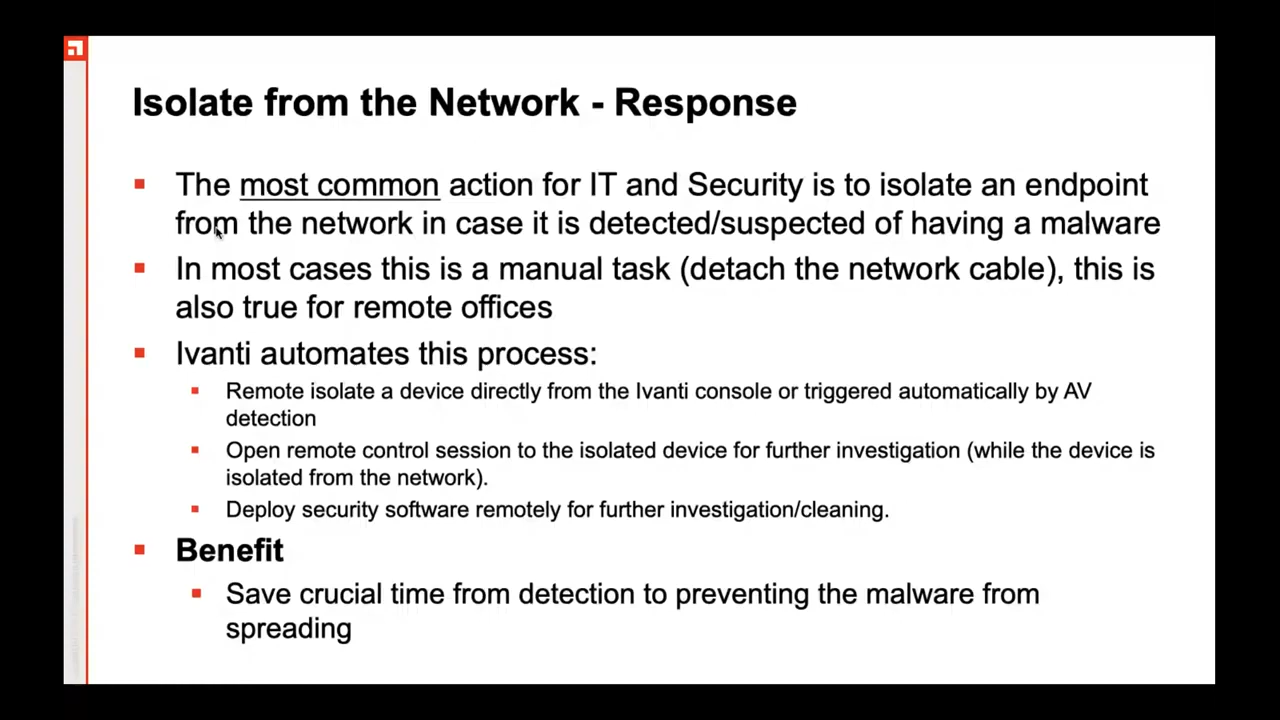 Isolate from the Network - Response
The most common action for IT and Security is to isolate an endpoint
from the network in case it is detected/suspected of having a malware
In most cases this is a manual task (detach the network cable), this is
also true for remote offices
Ivanti automates this process:
Remote isolate a device directly from the Ivanti console or triggered automatically by AV
detection
Open remote control session to the isolated device for further investigation (while the device is
isolated from the network).
Deploy security software remotely for further investigation/cleaning.
Benefit
Save crucial time from detection to preventing the malware from
spreading